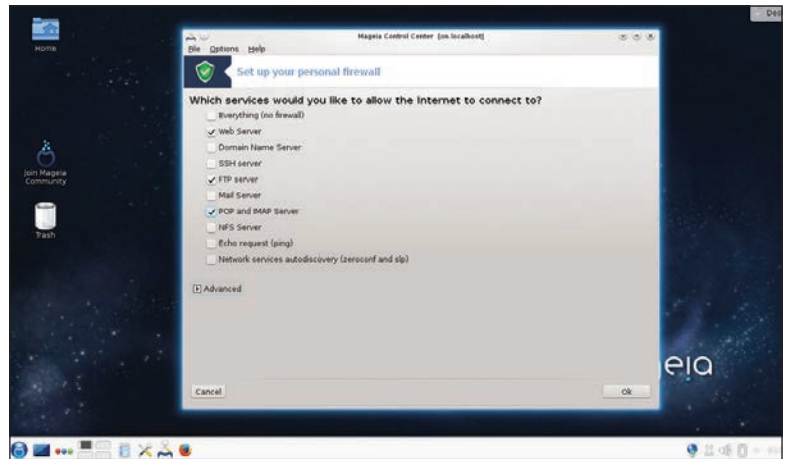 Des
Home
Mageia Control Center [on localhost]
File Options Help
Set up your personal firewall
Which services would you like to allow the Internet to connect to?
Everything (no firewall)
Web Server
Domain Name Server
SSH server
FTP server
Mail Server
POP and IMAP Server
NFS Server
Echo request (ping)
Network services autodiscovery (zeroconf and slp)
Advanced
Join Mageia
Community
Trash
eia
Cancel
Ok